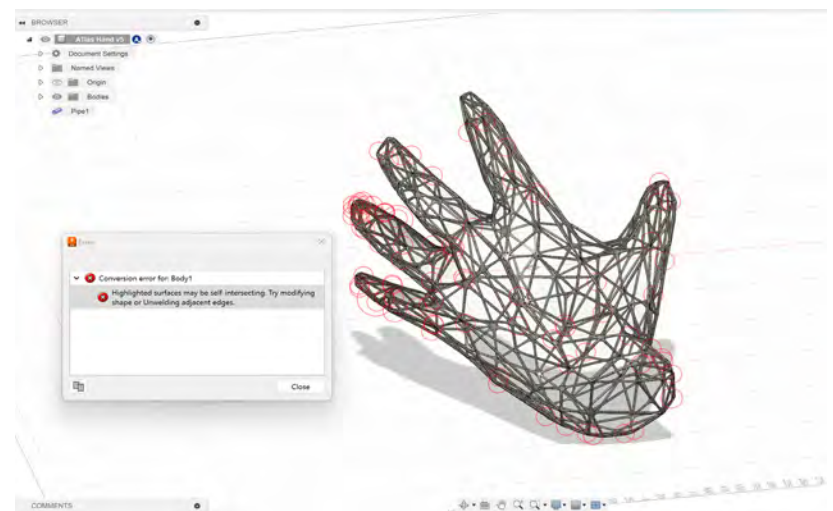 BROWSER
Atlas Hand v5
Document Settings
Named Views
Origin
Bodies
Pipe1
Error
Conversion error for: Body1
Highlighted surfaces may be self intersecting. Try modifying
shape or Unwelding adjacent edges.
Close
COMMENTS